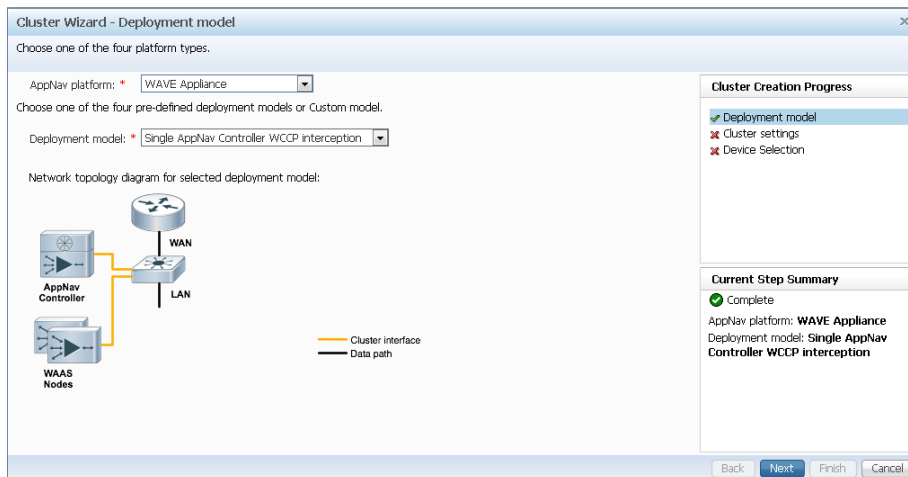 Cluster Wizard - Deployment model
Choose one of the four platform types.
AppNav platform: * WAVE Appliance
Choose one of the four pre-defined deployment models or Custom model.
Deployment model: * Single AppNav Controller WCCP interception
Network topology diagram for selected deployment model:
WAN
AppNav
Controller
LAN
WAAS
Nodes
Cluster interface
Data path
Cluster Creation Progress
Deployment model
Cluster settings
Device Selection
Current Step Summary
Complete
AppNav platform: WAVE Appliance
Deployment model: Single AppNav
Controller WCCP interception
Back Next Finish Cancel